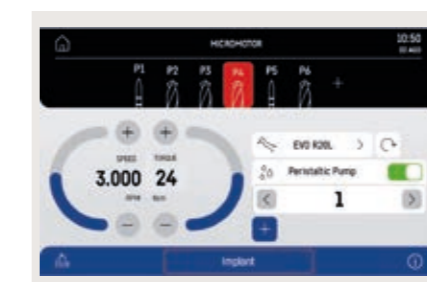 MICROMOTOR
10:50
P1 P2 P3 P4 P5 P6 +
SPEED TORQUE
3.000 24
RPM Ncm
EVO R20L >
Peristaltic Pump
< 1 >
+
Implant